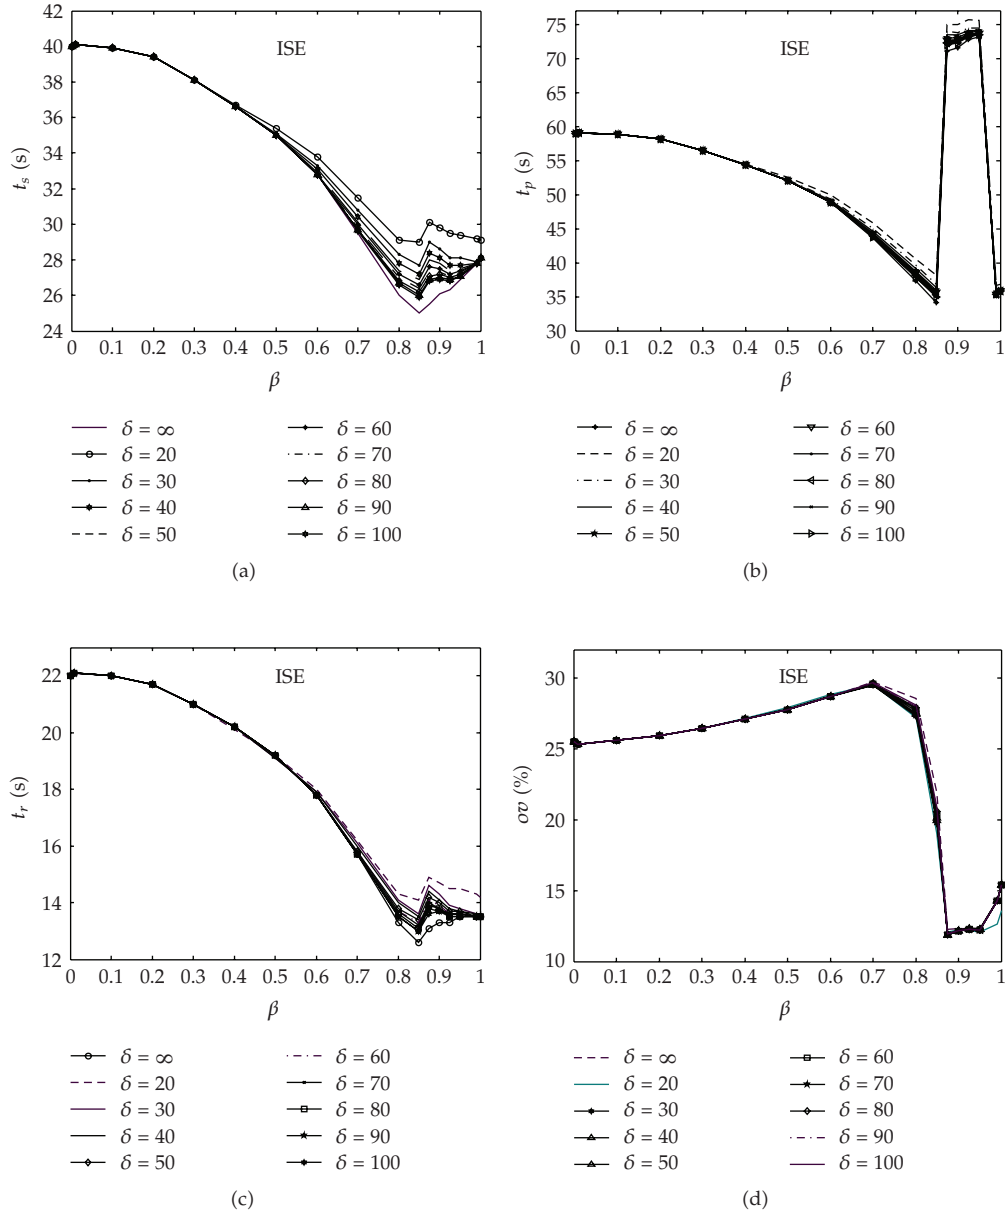 42
40
38
36
34
32
30
28
26
24
t_s (s)
ISE
0 0.1 0.2 0.3 0.4 0.5 0.6 0.7 0.8 0.9 1
β
δ = ∞
δ = 20
δ = 30
δ = 40
δ = 50
δ = 60
δ = 70
δ = 80
δ = 90
δ = 100
(a)
75
70
65
60
55
50
45
40
35
30
t_p (s)
ISE
0 0.1 0.2 0.3 0.4 0.5 0.6 0.7 0.8 0.9 1
β
δ = ∞
δ = 20
δ = 30
δ = 40
δ = 50
δ = 60
δ = 70
δ = 80
δ = 90
δ = 100
(b)
22
20
18
16
14
12
t_r (s)
ISE
0 0.1 0.2 0.3 0.4 0.5 0.6 0.7 0.8 0.9 1
β
δ = ∞
δ = 20
δ = 30
δ = 40
δ = 50
δ = 60
δ = 70
δ = 80
δ = 90
δ = 100
(c)
30
25
20
15
10
ov (%)
ISE
0 0.1 0.2 0.3 0.4 0.5 0.6 0.7 0.8 0.9 1
β
δ = ∞
δ = 20
δ = 30
δ = 40
δ = 50
δ = 60
δ = 70
δ = 80
δ = 90
δ = 100
(d)